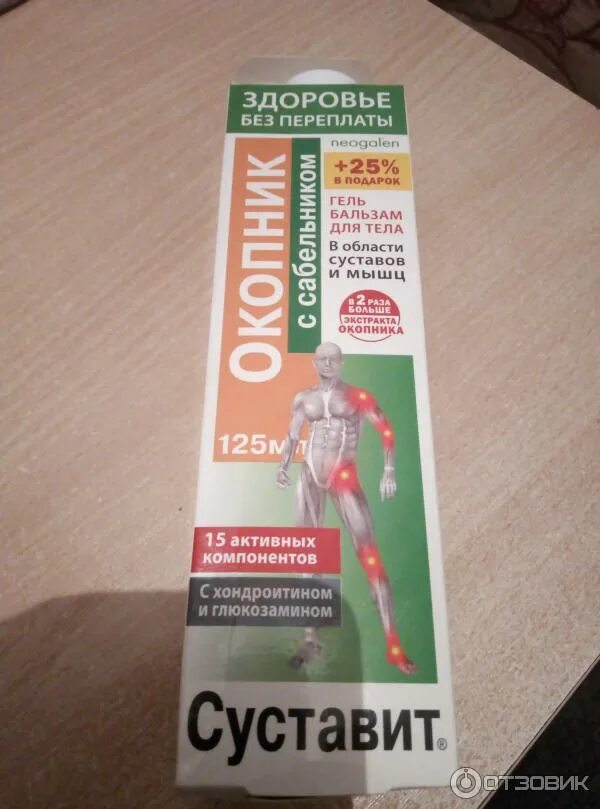 ЗДОРОВЬЕ
БЕЗ ПЕРЕПЛАТЫ
neogalen
+25%
В ПОДАРОК
ОКОПНИК
с сабельником
ГЕЛЬ
БАЛЬЗАМ
ДЛЯ ТЕЛА
В области
суставов
и мышц
В 2 РАЗА
БОЛЬШЕ
ЭКСТРАКТА
ОКОПНИКА
125мл
15 активных
компонентов
С хондроитином
и глюкозамином
Суставит®
ОТЗОВИК